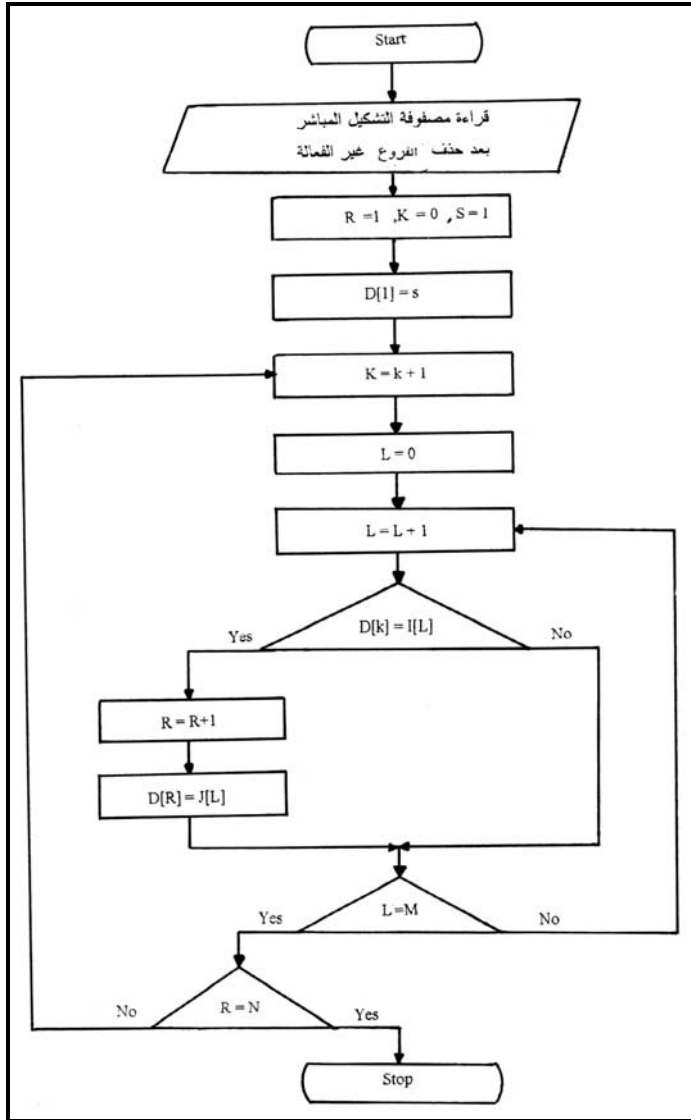 Start
قراءة مصفوفة التشكيل المباشر
بعد حذف الفروع غير الفعالة
R =1 ,K = 0 , S = 1
D[1] = s
K = k + 1
L = 0
L = L + 1
D[k] = I[L]
Yes
No
R = R+1
D[R] = J[L]
L =M
Yes
No
R = N
No
Yes
Stop